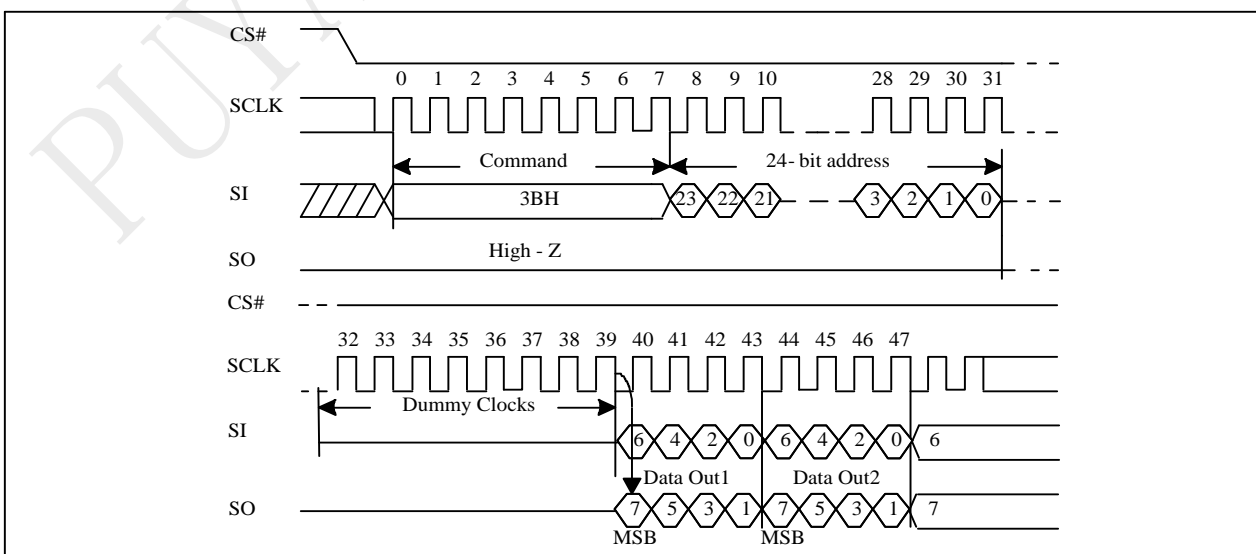 PUYA
CS#
0 1 2 3 4 5 6 7 8 9 10 28 29 30 31
SCLK
Command 24- bit address
SI
3BH 23 22 21 3 2 1 0
High - Z
SO
CS#
32 33 34 35 36 37 38 39 40 41 42 43 44 45 46 47
SCLK
Dummy Clocks
SI
6 4 2 0 6 4 2 0 6
Data Out1 Data Out2
SO
7 5 3 1 7 5 3 1 7
MSB MSB